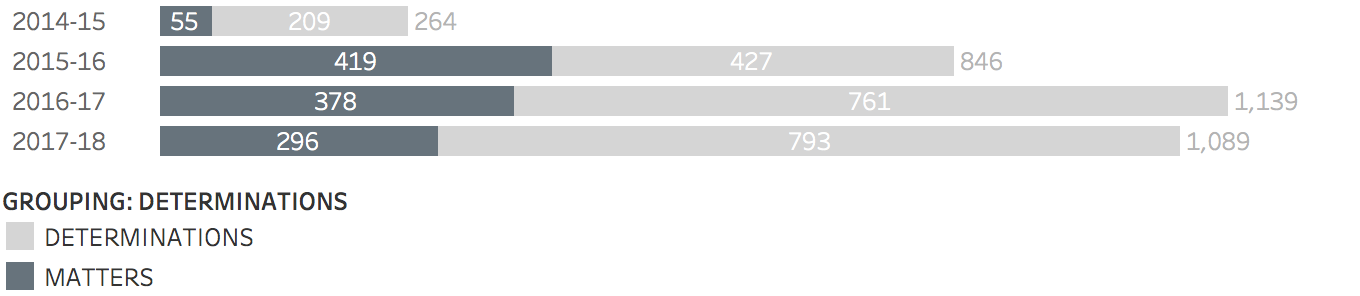 2014-15 55 209 264
2015-16 419 427 846
2016-17 378 761 1,139
2017-18 296 793 1,089
GROUPING: DETERMINATIONS
DETERMINATIONS
MATTERS